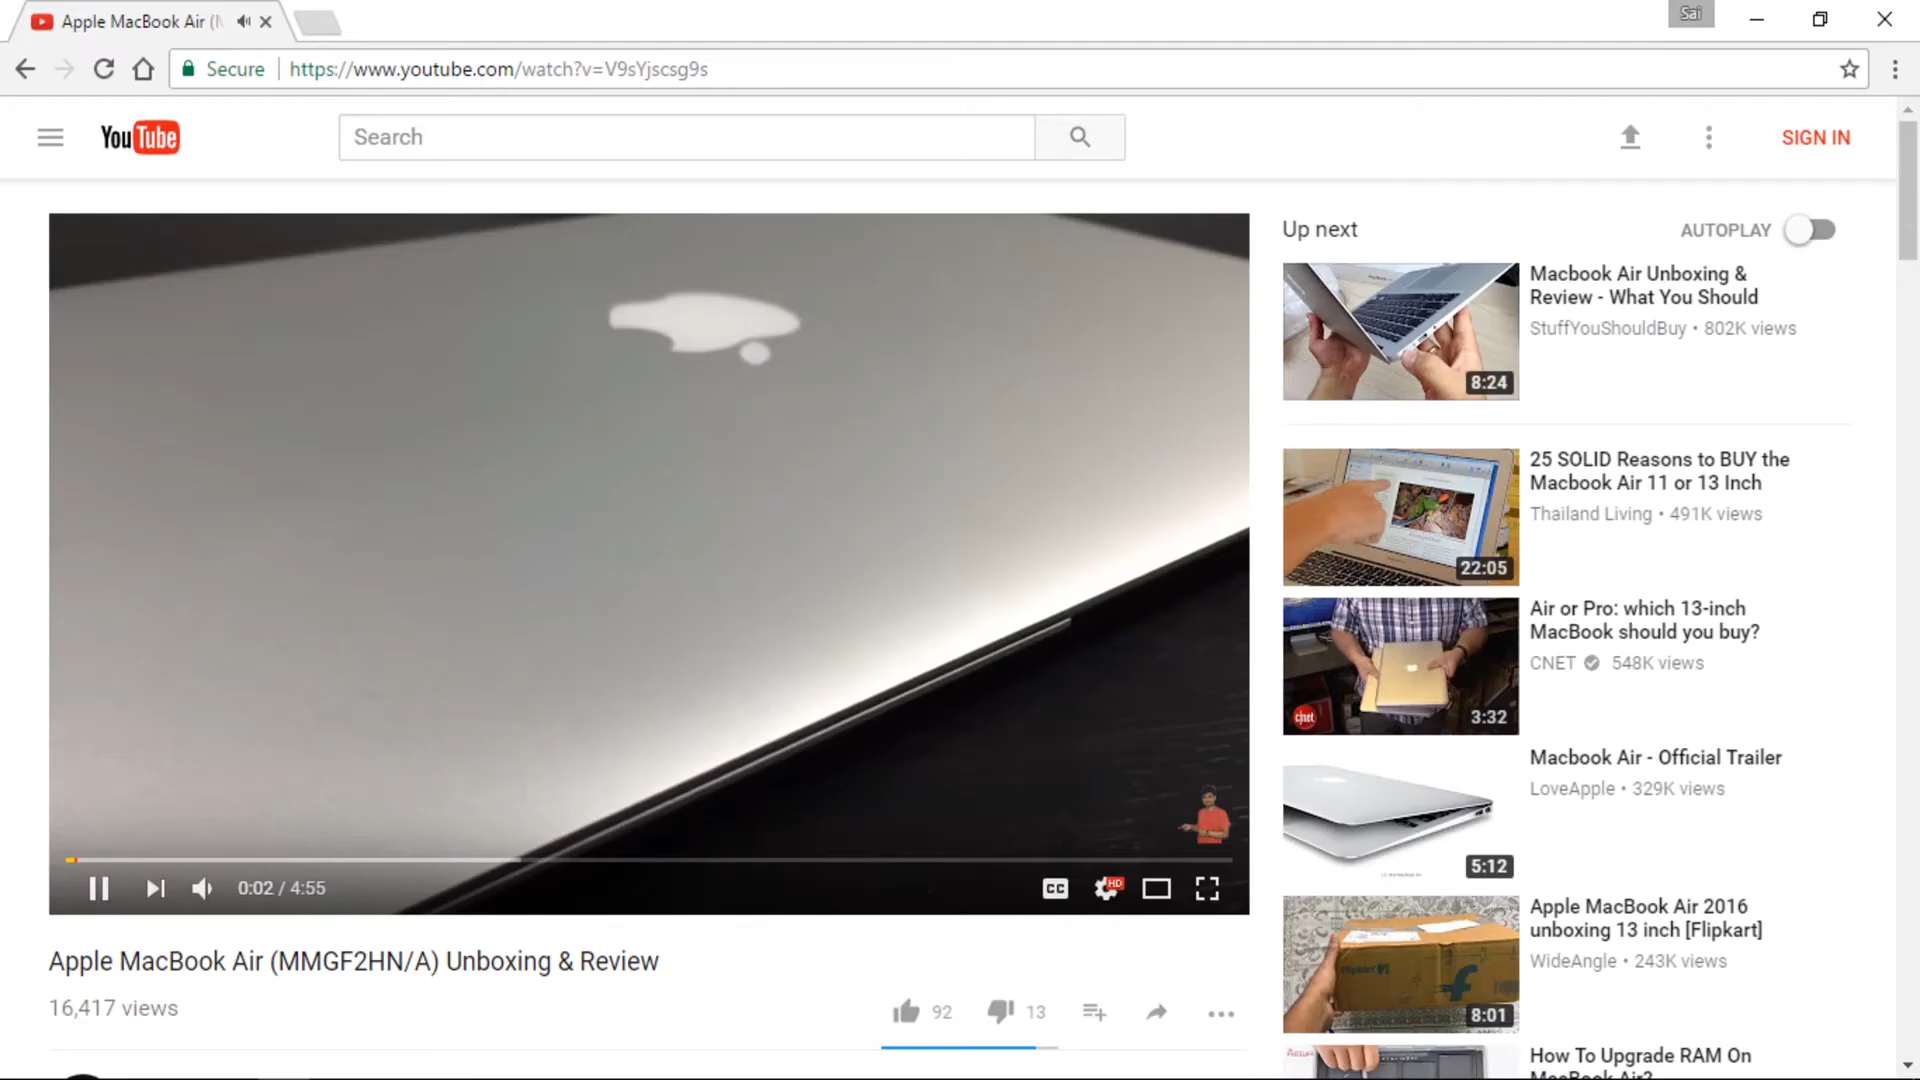 Apple MacBook Air (
Sai
Secure
https://www.youtube.com/watch?v=V9sYjscsg9s
YouTube
Search
SIGN IN
Up next
AUTOPLAY
Macbook Air Unboxing &
Review - What You Should
StuffYouShouldBuy • 802K views
8:24
25 SOLID Reasons to BUY the
Macbook Air 11 or 13 Inch
Thailand Living • 491K views
22:05
Air or Pro: which 13-inch
MacBook should you buy?
CNET 548K views
cnet
3:32
Macbook Air - Official Trailer
LoveApple • 329K views
5:12
Apple MacBook Air 2016
unboxing 13 inch [Flipkart]
WideAngle • 243K views
Flipkart
8:01
How To Upgrade RAM On
MacBook Air?
0:02 / 4:55
CC
HD
Apple MacBook Air (MMGF2HN/A) Unboxing & Review
16,417 views
92
13